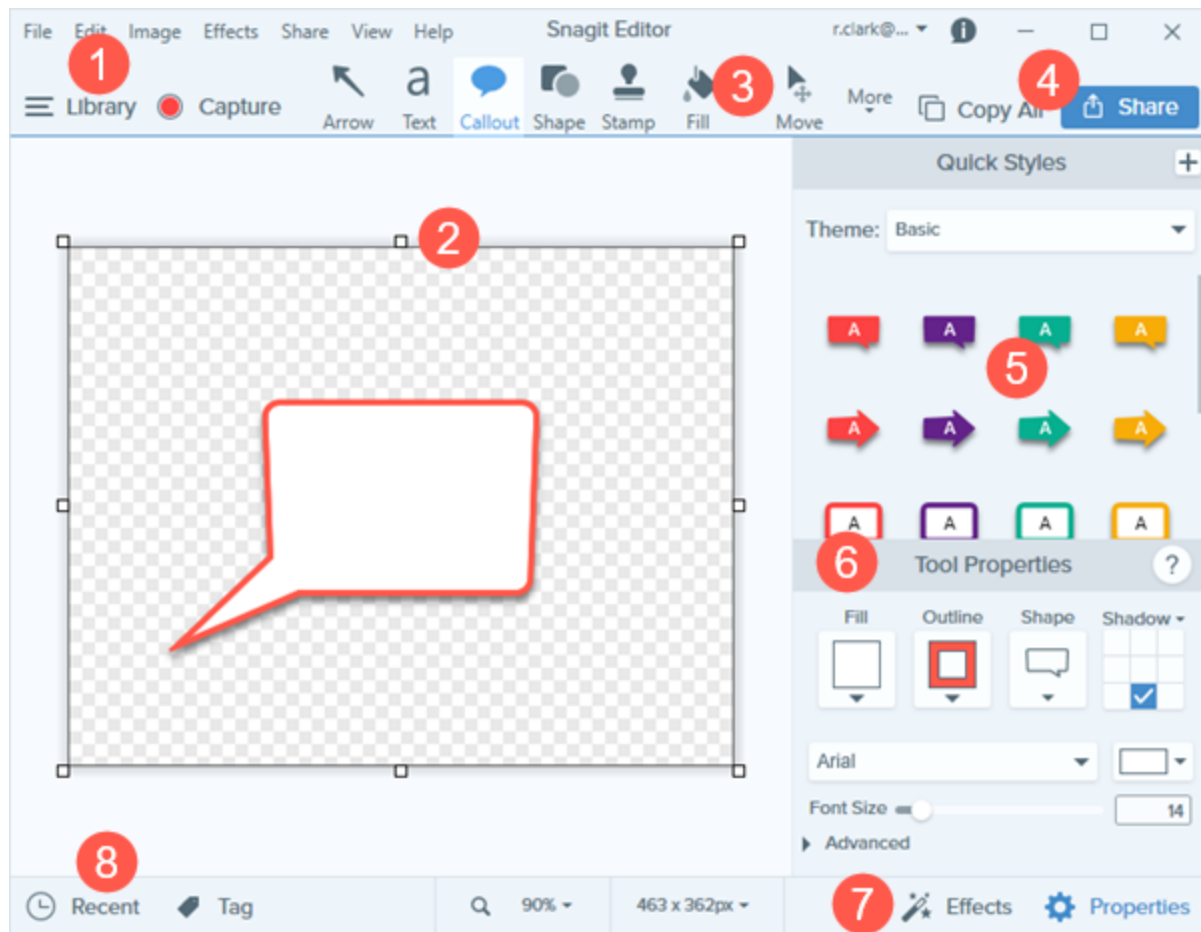 File Edit Image Effects Share View Help Snagit Editor r.clark@...
1 3 4
Library Capture Arrow Text Callout Shape Stamp Fill Move More Copy All Share
Quick Styles
2
Theme: Basic
A A A A
5
A A A A
A A A A
6 Tool Properties ?
Fill Outline Shape Shadow
Arial
Font Size 14
Advanced
8 7
Recent Tag 90% 463 x 362px Effects Properties